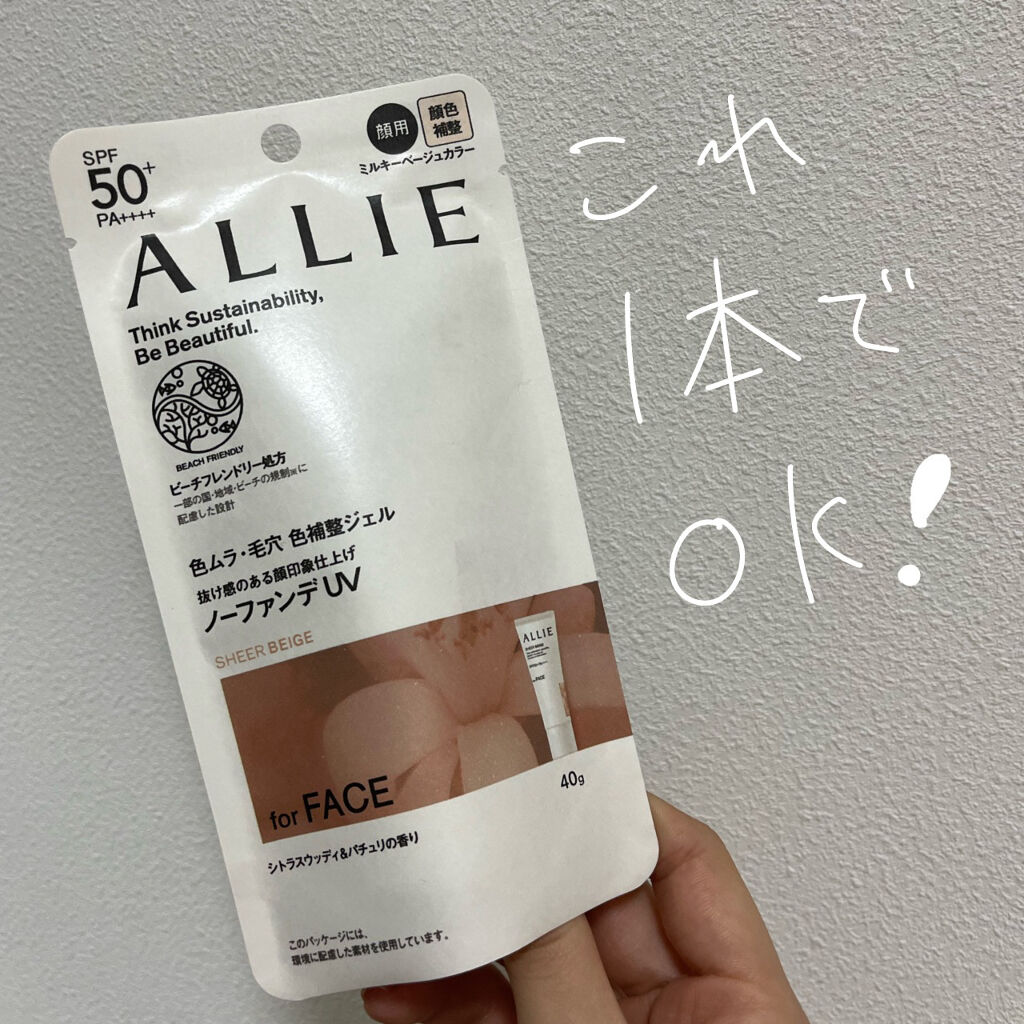 SPF
50+
PA++++
顔用
顔色
補整
ミルキーベージュカラー
ALLIE
Think Sustainability,
Be Beautiful.
BEACH FRIENDLY
ビーチフレンドリー処方
一部の国・地域・ビーチの規制※に
配慮した設計
色ムラ・毛穴 色補整ジェル
抜け感のある顔印象仕上げ
ノーファンデUV
SHEER BEIGE
ALLIE
for FACE
40g
シトラスウッディ&パチュリの香り
このパッケージには、
環境に配慮した素材を使用しています。
これ
1本で
OK!